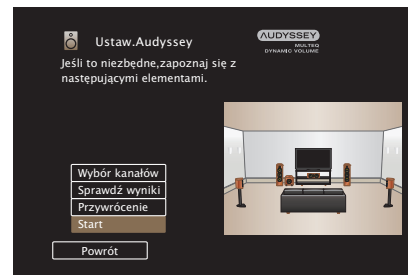 Ustaw.Audyssey
AUDYSSEY
MULTEQ
DYNAMIC VOLUME
Jeśli to niezbędne,zapoznaj się z
następującymi elementami.
Wybór kanałów
Sprawdź wyniki
Przywrócenie
Start
Powrót